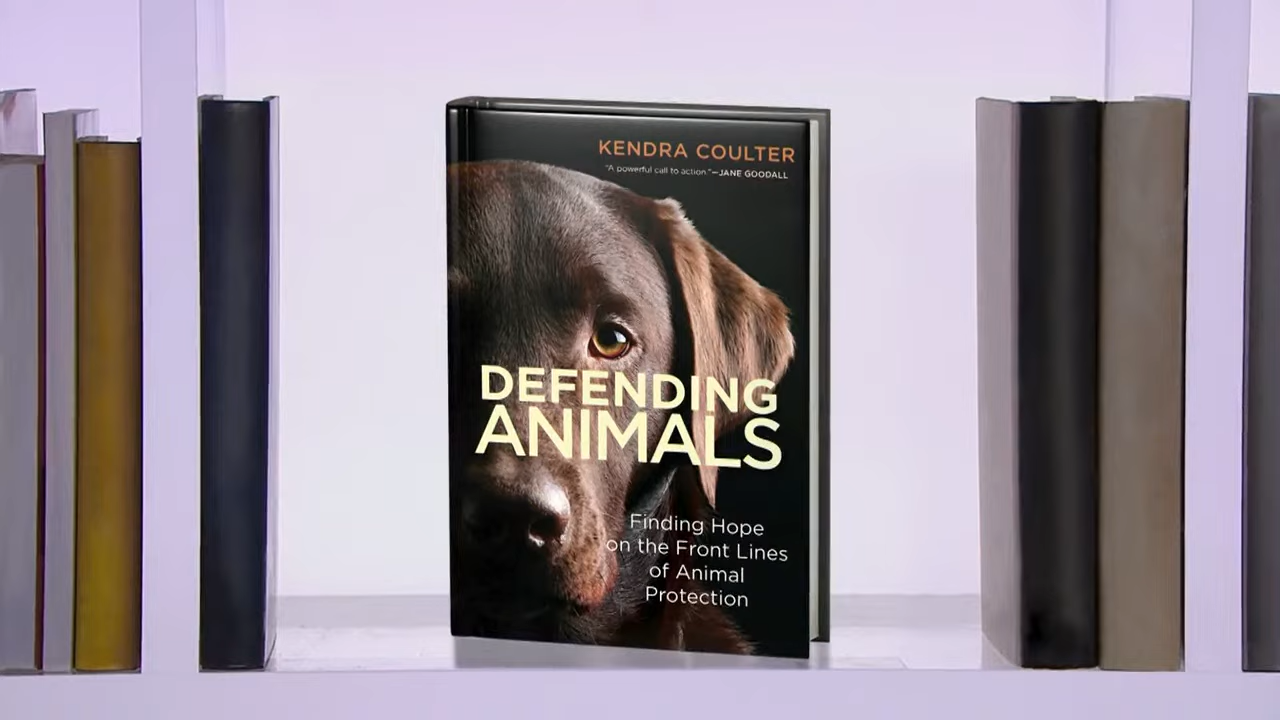 KENDRA COULTER
"A powerful call to action."—JANE GOODALL
DEFENDING
ANIMALS
Finding Hope
on the Front Lines
of Animal
Protection